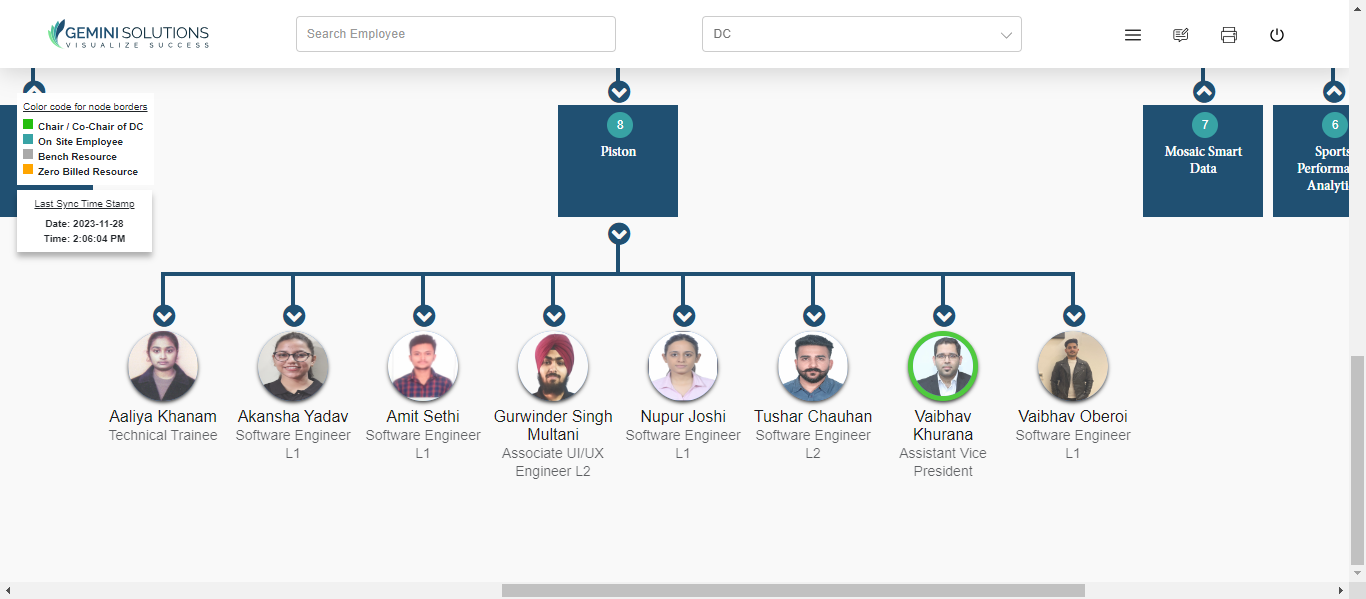 GEMINI SOLUTIONS
VISUALIZE SUCCESS
Search Employee
DC
Color code for node borders
Chair / Co-Chair of DC
On Site Employee
Bench Resource
Zero Billed Resource
Last Sync Time Stamp
Date: 2023-11-28
Time: 2:06:04 PM
8
Piston
7
Mosaic Smart
Data
6
Sports
Performa
Analyti
Aaliya Khanam
Technical Trainee
Akansha Yadav
Software Engineer
L1
Amit Sethi
Software Engineer
L1
Gurwinder Singh
Multani
Associate UI/UX
Engineer L2
Nupur Joshi
Software Engineer
L1
Tushar Chauhan
Software Engineer
L2
Vaibhav
Khurana
Assistant Vice
President
Vaibhav Oberoi
Software Engineer
L1